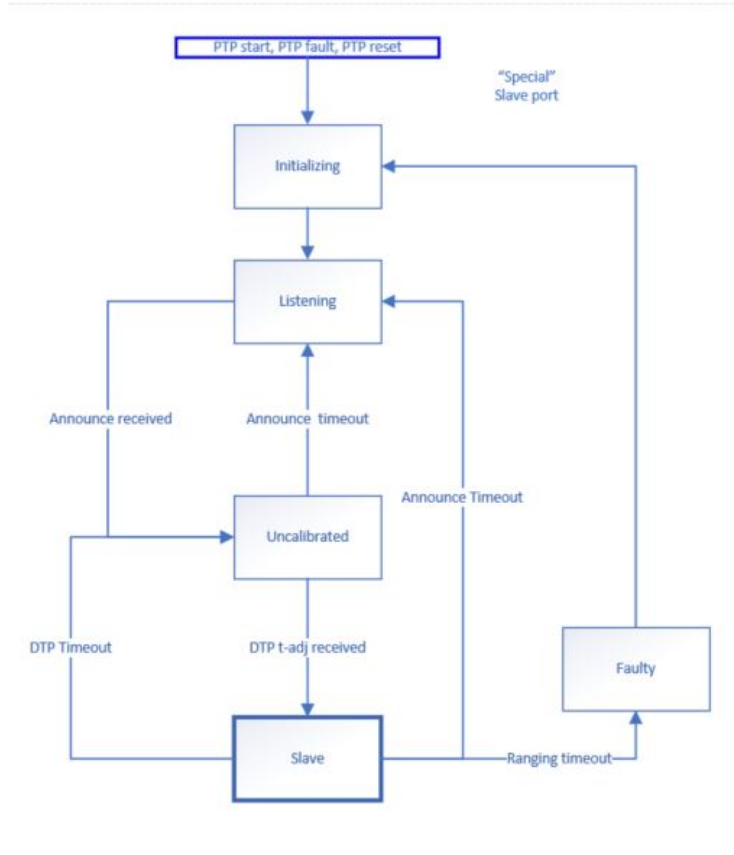 PTP start, PTP fault, PTP reset
"Special"
Slave port
Initializing
Listening
Announce received
Announce timeout
Announce Timeout
Uncalibrated
DTP Timeout
DTP t-adj received
Faulty
Slave
Ranging timeout